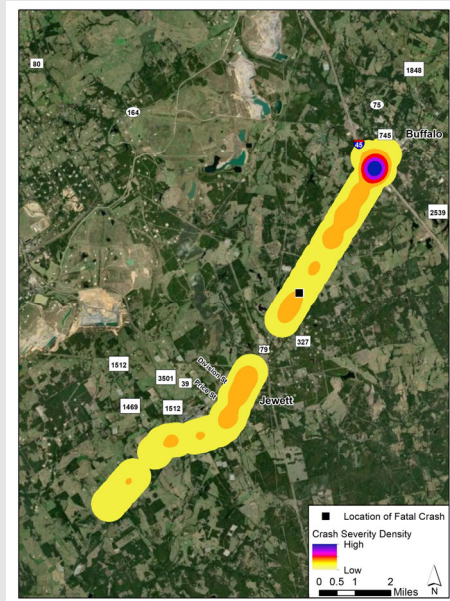 80
1848
75
164
745
Buffalo
45
2539
327
79
1512
Division St
3501
39
Price St
1469
1512
Jewett
Location of Fatal Crash
Crash Severity Density
High
Low
0 0.5 1 2
Miles
N